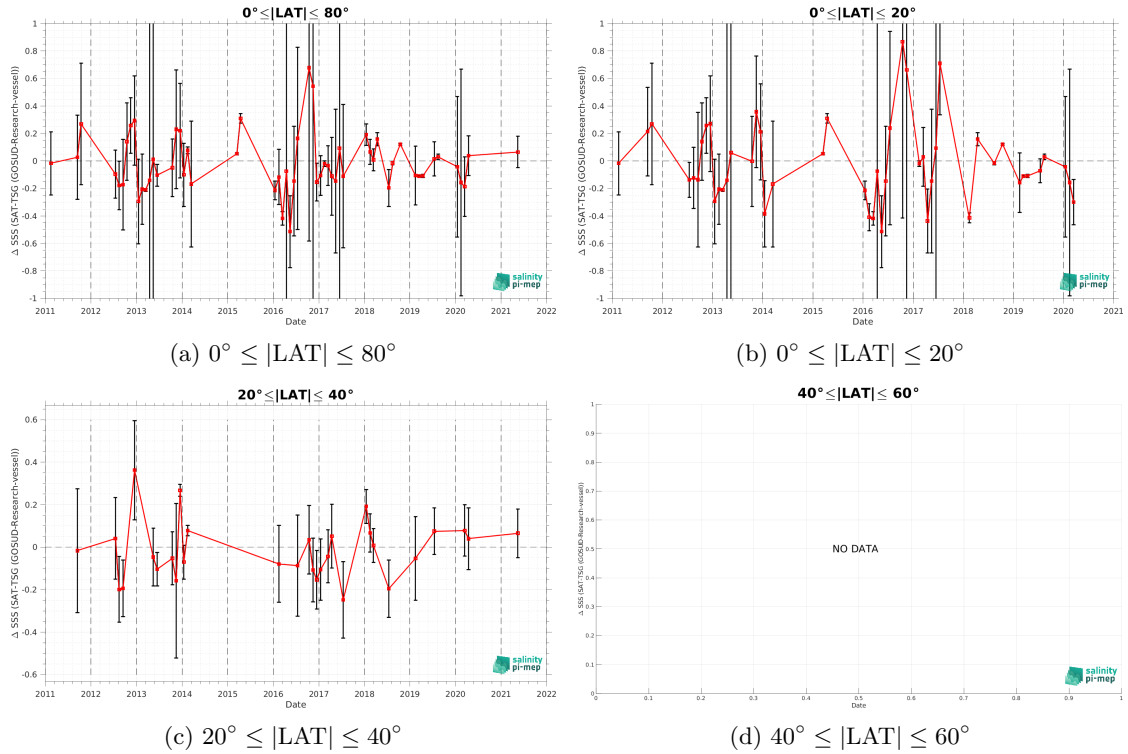 0°≤|LAT|≤ 80°
Δ SSS (SAT-TSG (GOSUD-Research-vessel))
1
0.8
0.6
0.4
0.2
0
-0.2
-0.4
-0.6
-0.8
-1
2011 2012 2013 2014 2015 2016 2017 2018 2019 2020 2021 2022
Date
salinity
pi-mep
(a) 0° ≤ |LAT| ≤ 80°
0°≤|LAT|≤ 20°
Δ SSS (SAT-TSG (GOSUD-Research-vessel))
1
0.8
0.6
0.4
0.2
0
-0.2
-0.4
-0.6
-0.8
-1
2011 2012 2013 2014 2015 2016 2017 2018 2019 2020 2021
Date
salinity
pi-mep
(b) 0° ≤ |LAT| ≤ 20°
20°≤|LAT|≤ 40°
Δ SSS (SAT-TSG (GOSUD-Research-vessel))
0.6
0.4
0.2
0
-0.2
-0.4
-0.6
2011 2012 2013 2014 2015 2016 2017 2018 2019 2020 2021 2022
Date
salinity
pi-mep
(c) 20° ≤ |LAT| ≤ 40°
40°≤|LAT|≤ 60°
Δ SSS (SAT-TSG (GOSUD-Research-vessel))
1
0.9
0.8
0.7
0.6
0.5
0.4
0.3
0.2
0.1
0
NO DATA
0 0.1 0.2 0.3 0.4 0.5 0.6 0.7 0.8 0.9 1
Date
salinity
pi-mep
(d) 40° ≤ |LAT| ≤ 60°